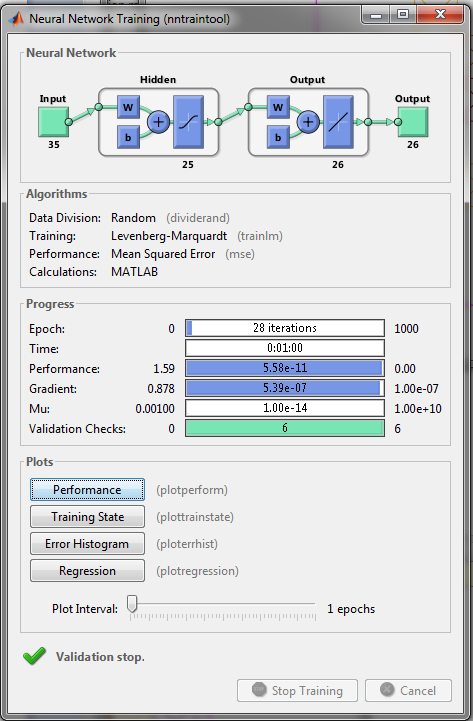 Neural Network Training (nntraintool)
Neural Network
Hidden Output
Input W b + W b + Output
35 25 26 26
Algorithms
Data Division: Random (dividerand)
Training: Levenberg-Marquardt (trainlm)
Performance: Mean Squared Error (mse)
Calculations: MATLAB
Progress
Epoch: 0 28 iterations 1000
Time: 0:01:00
Performance: 1.59 5.58e-11 0.00
Gradient: 0.878 5.39e-07 1.00e-07
Mu: 0.00100 1.00e-14 1.00e+10
Validation Checks: 0 6 6
Plots
Performance (plotperform)
Training State (plottrainstate)
Error Histogram (ploterrhist)
Regression (plotregression)
Plot Interval: 1 epochs
Validation stop.
Stop Training Cancel